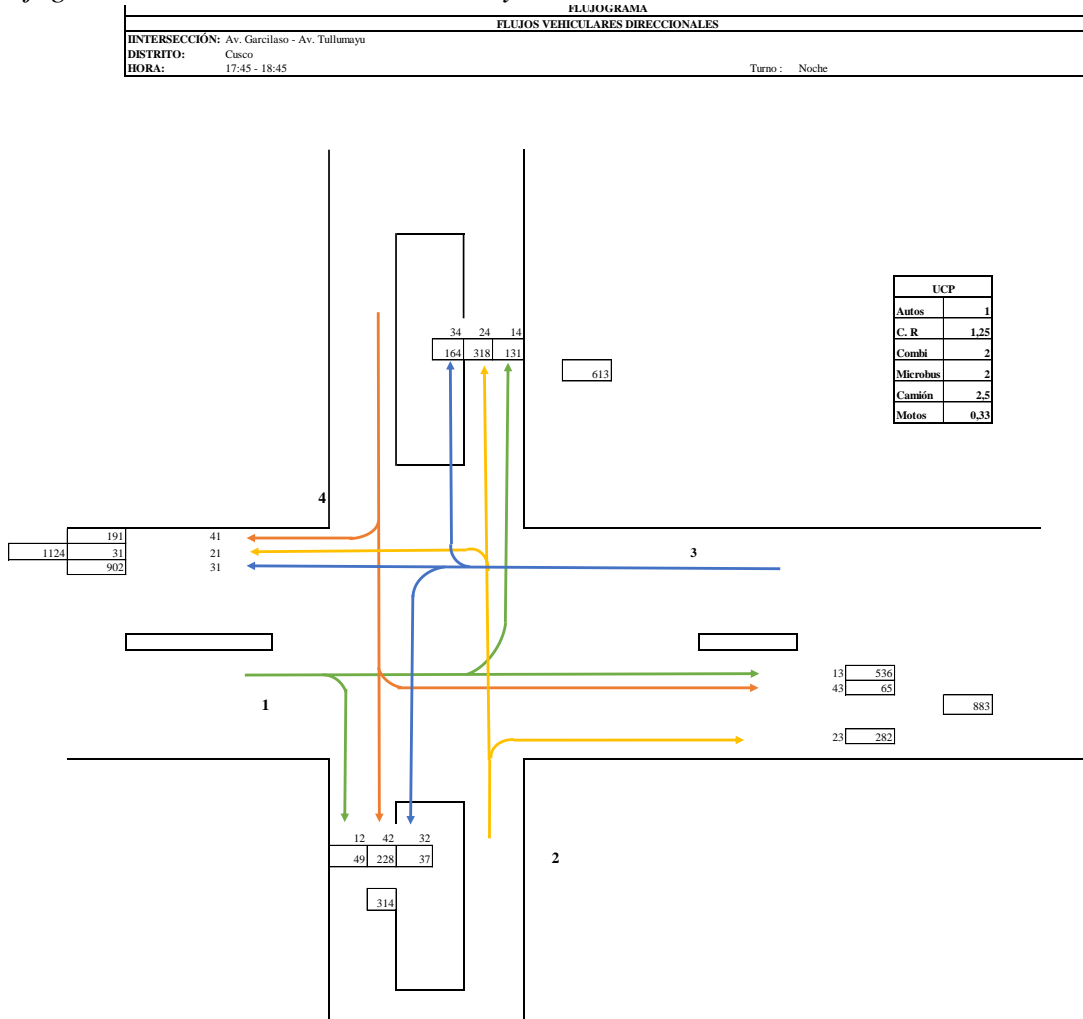 FLUJOGRAMA
FLUJOS VEHICULARES DIRECCIONALES
IINTERSECCIÓN: Av. Garcilaso - Av. Tullumayu
DISTRITO: Cusco
HORA: 17:45 - 18:45 Turno : Noche
UCP
Autos 1
C. R 1,25
Combi 2
Microbus 2
Camión 2,5
Motos 0,33
34 24 14
164 318 131
613
4
191 41
1124 31 21
902 31
3
13 536
43 65
883
23 282
1
12 42 32
49 228 37
314
2